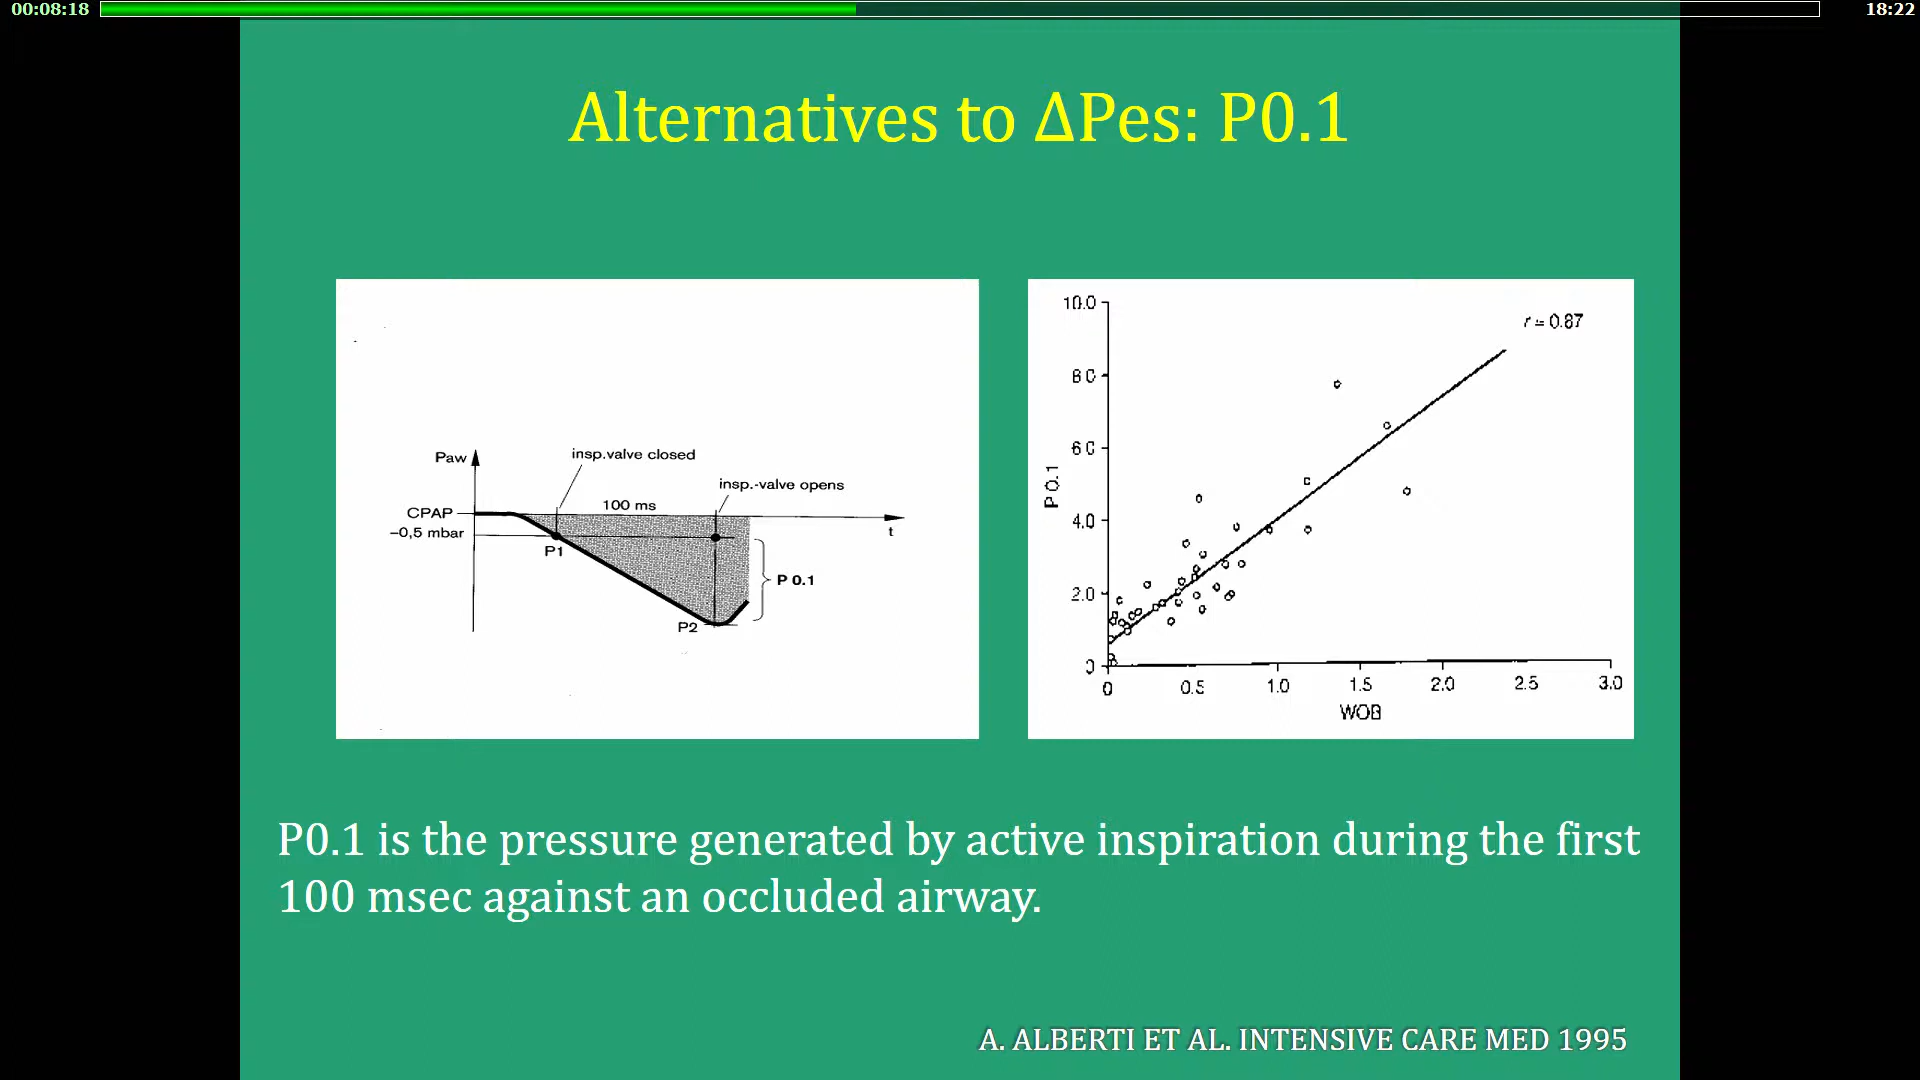 00:08:18
18:22
Alternatives to ΔPes: P0.1
Paw
insp.valve closed
insp.-valve opens
CPAP
100 ms
−0,5 mbar
t
P1
P 0.1
P2
10.0
r = 0.87
8 0
6 0
P 0.1
4.0
2.0
0
0
0.5
1.0
1.5
2.0
2.5
3.0
WOB
P0.1 is the pressure generated by active inspiration during the first
100 msec against an occluded airway.
A. ALBERTI ET AL. INTENSIVE CARE MED 1995